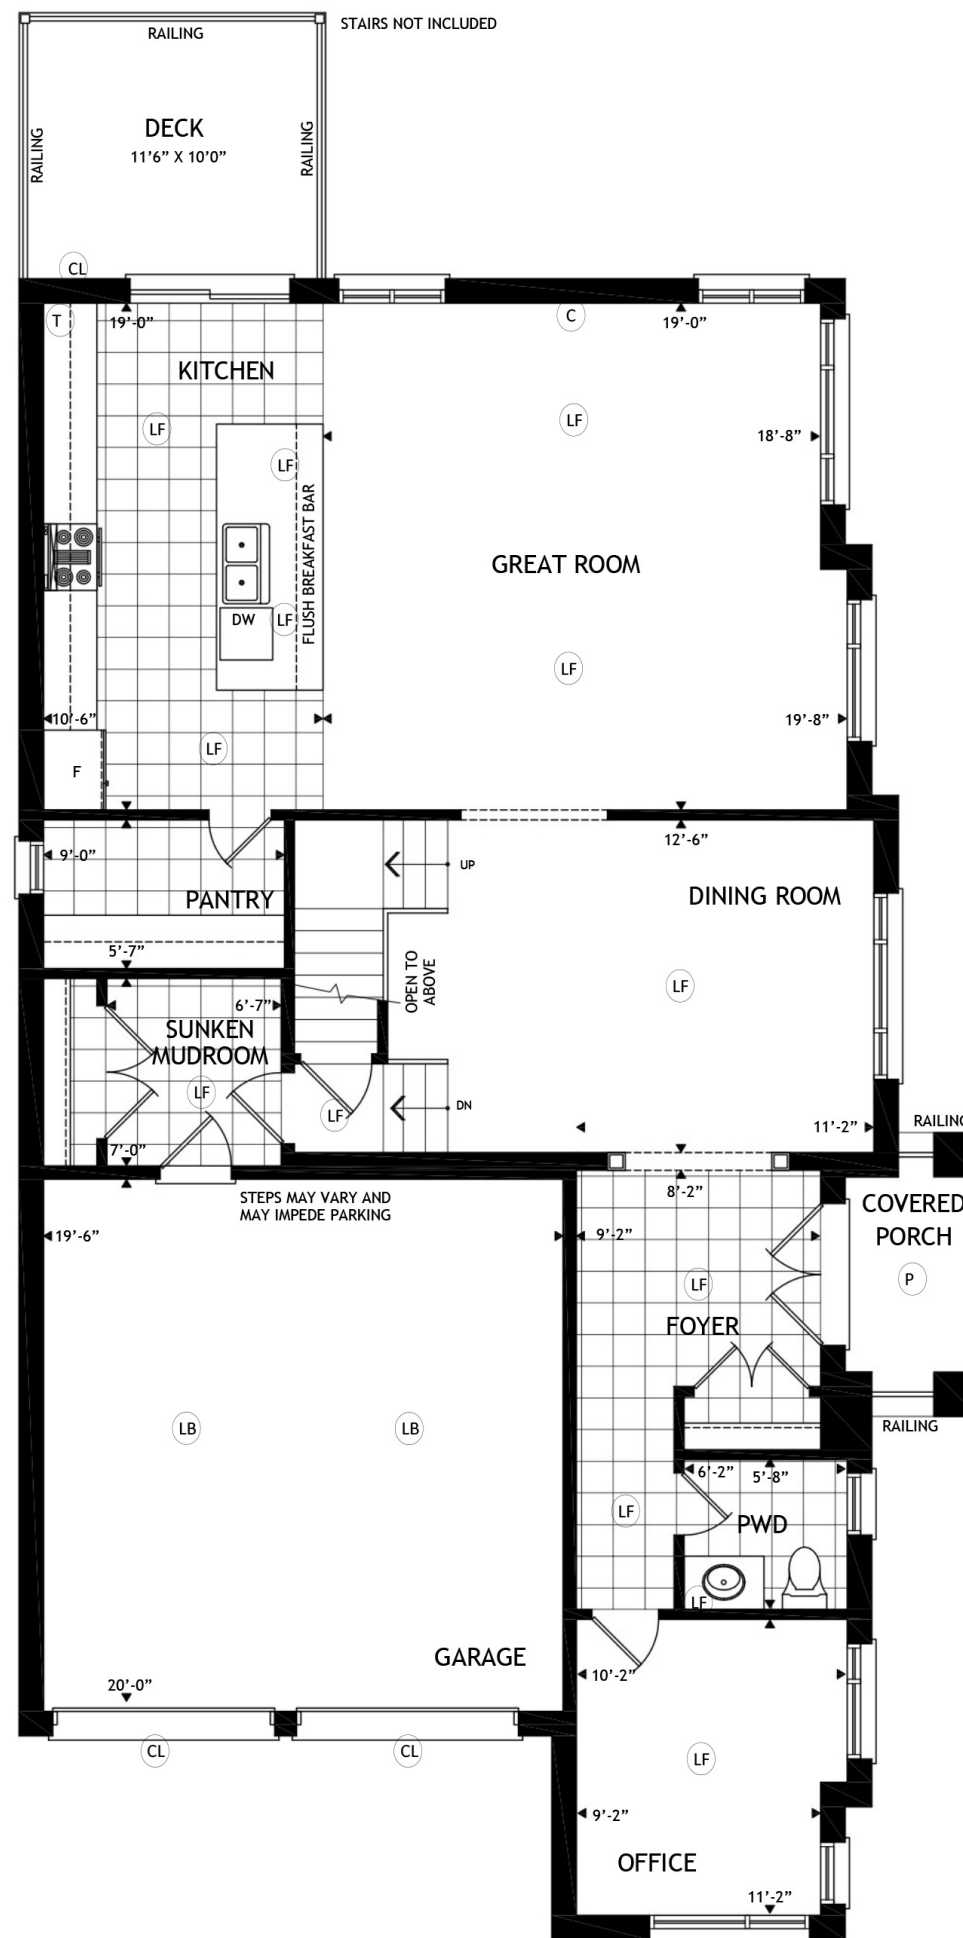 STAIRS NOT INCLUDED
RAILING
DECK
11'6" X 10'0"
RAILING
RAILING
CL
T
19'-0"
C
19'-0"
KITCHEN
LF
LF
18'-8"
LF
FLUSH BREAKFAST BAR
GREAT ROOM
DW
LF
LF
10'-6"
19'-8"
LF
F
12'-6"
9'-0"
UP
PANTRY
DINING ROOM
5'-7"
OPEN TO
ABOVE
LF
6'-7"
SUNKEN
MUDROOM
LF
LF
DN
7'-0"
11'-2"
RAILING
8'-2"
STEPS MAY VARY AND
MAY IMPEDE PARKING
COVERED
PORCH
19'-6"
9'-2"
P
LF
FOYER
LB
LB
RAILING
6'-2"
5'-8"
LF
PWD
LF
GARAGE
10'-2"
20'-0"
CL
CL
LF
9'-2"
OFFICE
11'-2"